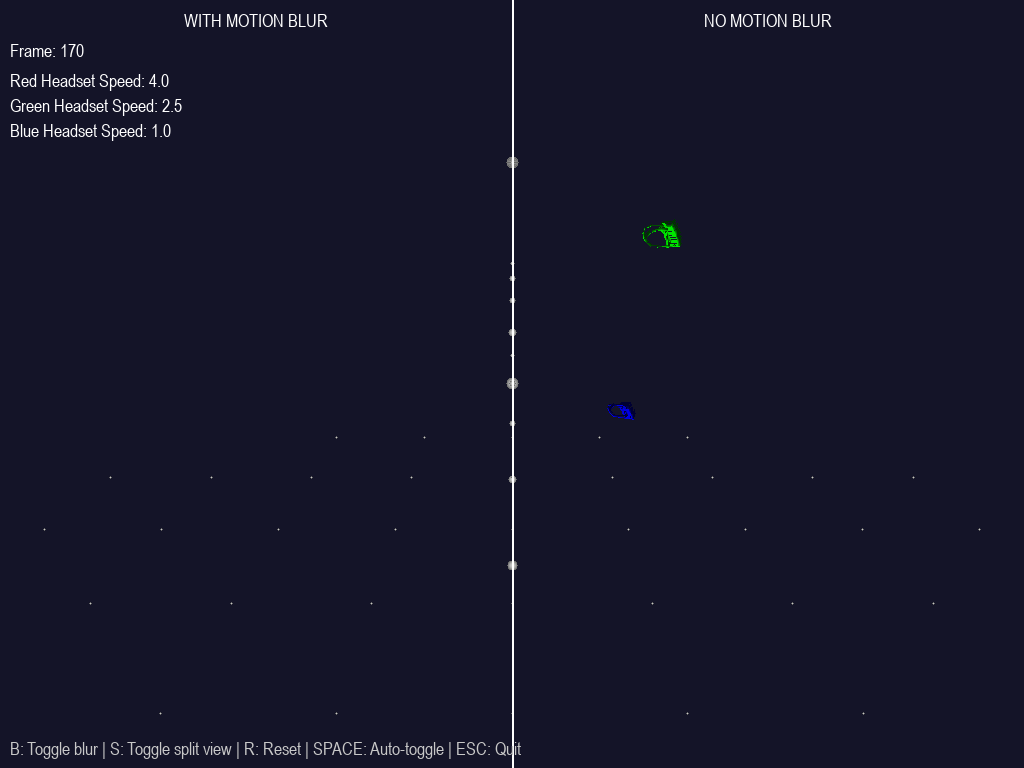 WITH MOTION BLUR
NO MOTION BLUR
Frame: 170
Red Headset Speed: 4.0
Green Headset Speed: 2.5
Blue Headset Speed: 1.0
B: Toggle blur | S: Toggle split view | R: Reset | SPACE: Auto-toggle | ESC: Quit